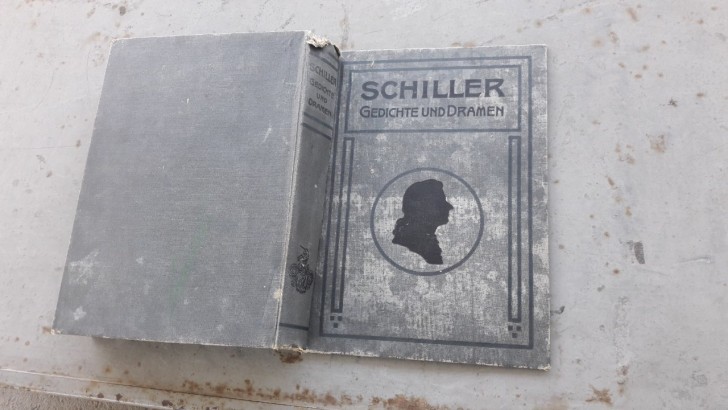 SCHILLER
GEDICHTE
UND
DRAMEN
SCHILLER
GEDICHTE UND DRAMEN